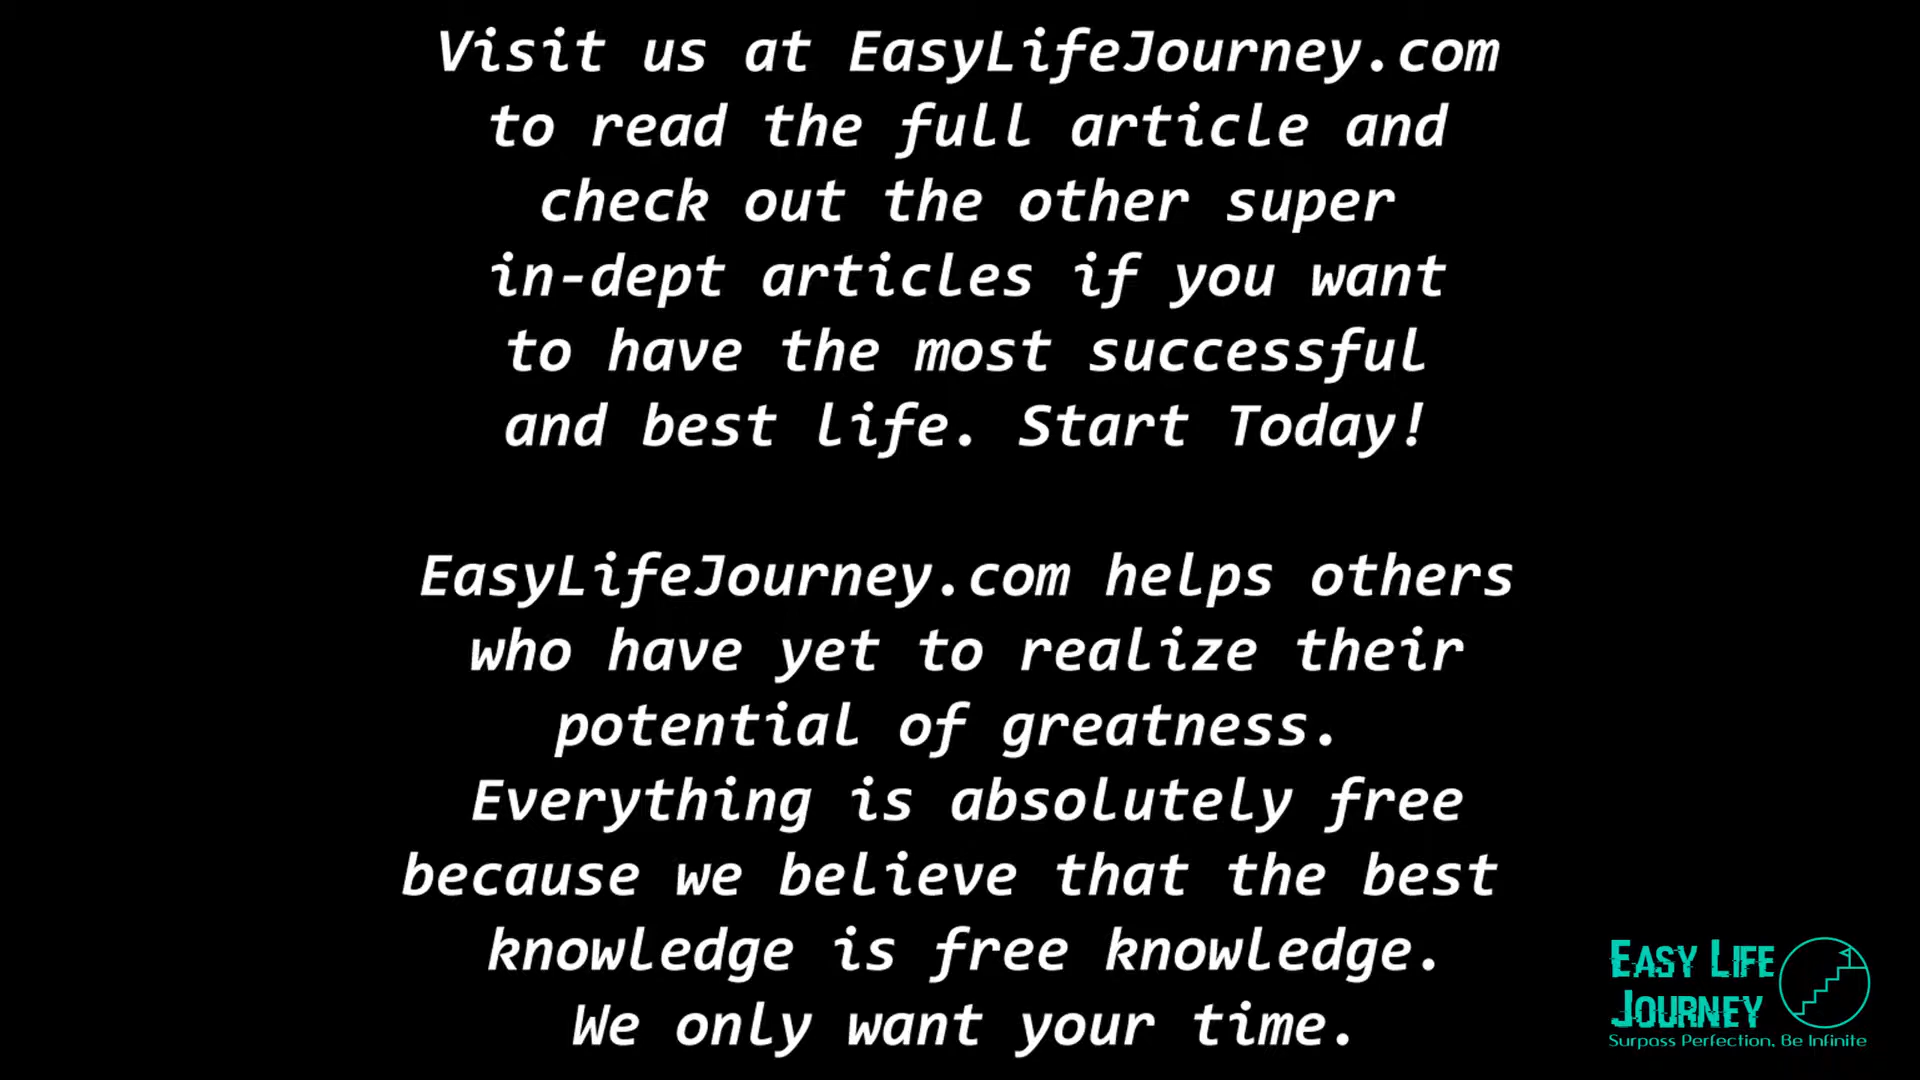 Visit us at EasyLifeJourney.com
to read the full article and
check out the other super
in-dept articles if you want
to have the most successful
and best life. Start Today!
EasyLifeJourney.com helps others
who have yet to realize their
potential of greatness.
Everything is absolutely free
because we believe that the best
knowledge is free knowledge.
We only want your time.
EASY LIFE
JOURNEY
Surpass Perfection, Be Infinite